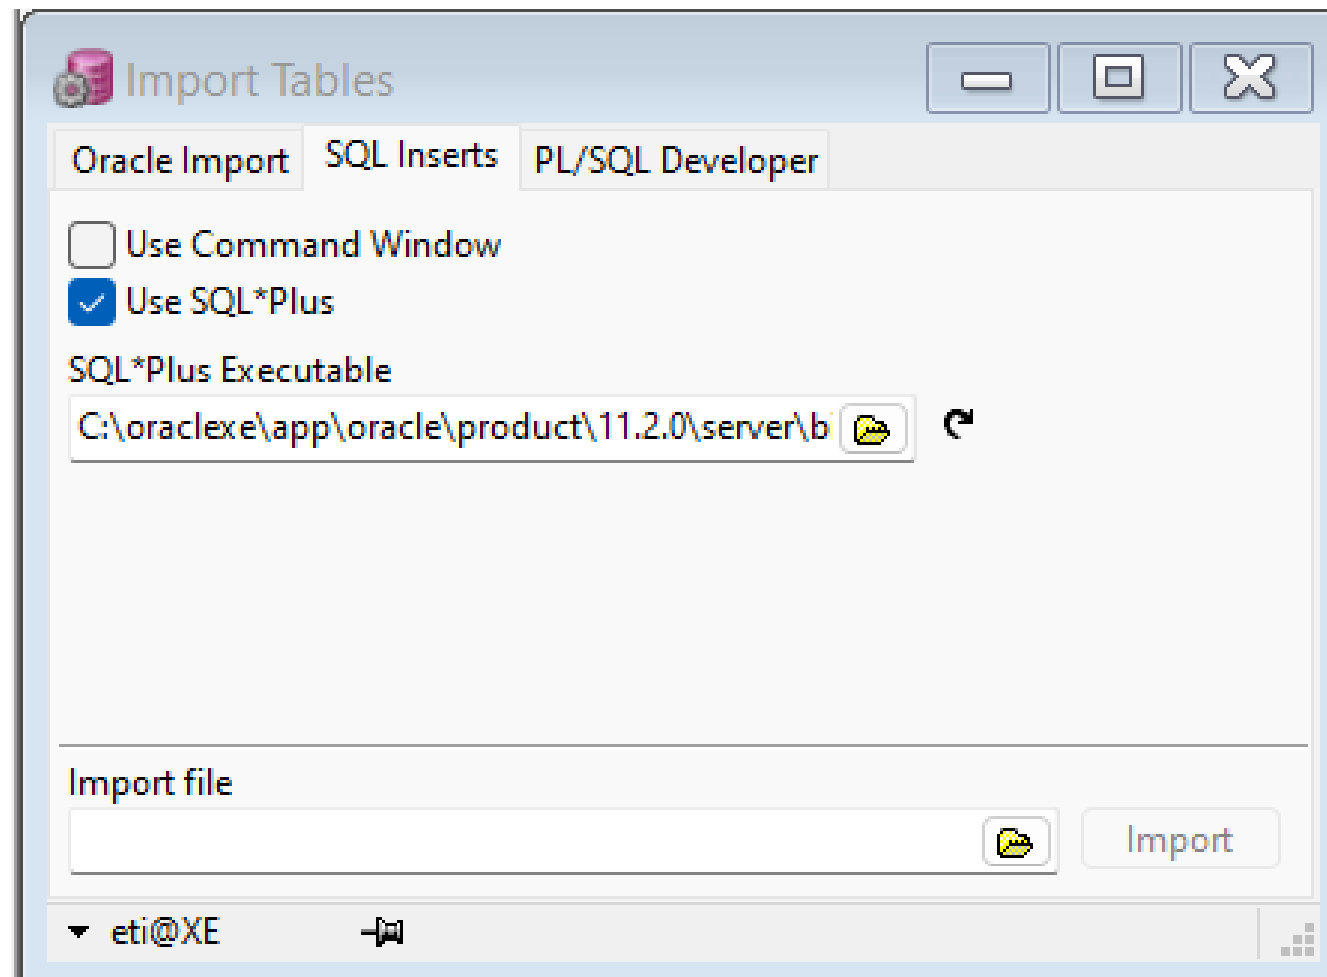 Import Tables
Oracle Import SQL Inserts PL/SQL Developer
Use Command Window
Use SQL*Plus
SQL*Plus Executable
C:\oraclexe\app\oracle\product\11.2.0\server\b
Import file
Import
eti@XE